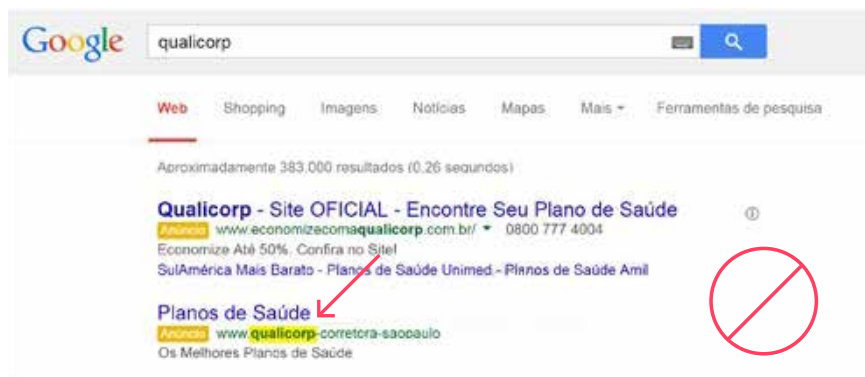 Google qualicorp
Web Shopping Imagens Notícias Mapas Mais Ferramentas de pesquisa
Aproximadamente 383.000 resultados (0,26 segundos)
Qualicorp - Site OFICIAL - Encontre Seu Plano de Saúde
Anúncio www.economizecomaqualicorp.com.br/ 0800 777 4004
Economize Até 50%. Confira no Site!
SulAmérica Mais Barato - Planos de Saúde Unimed - Planos de Saúde Amil
Planos de Saúde
Anúncio www.qualicorp-corretora-saopaulo
Os Melhores Planos de Saúde